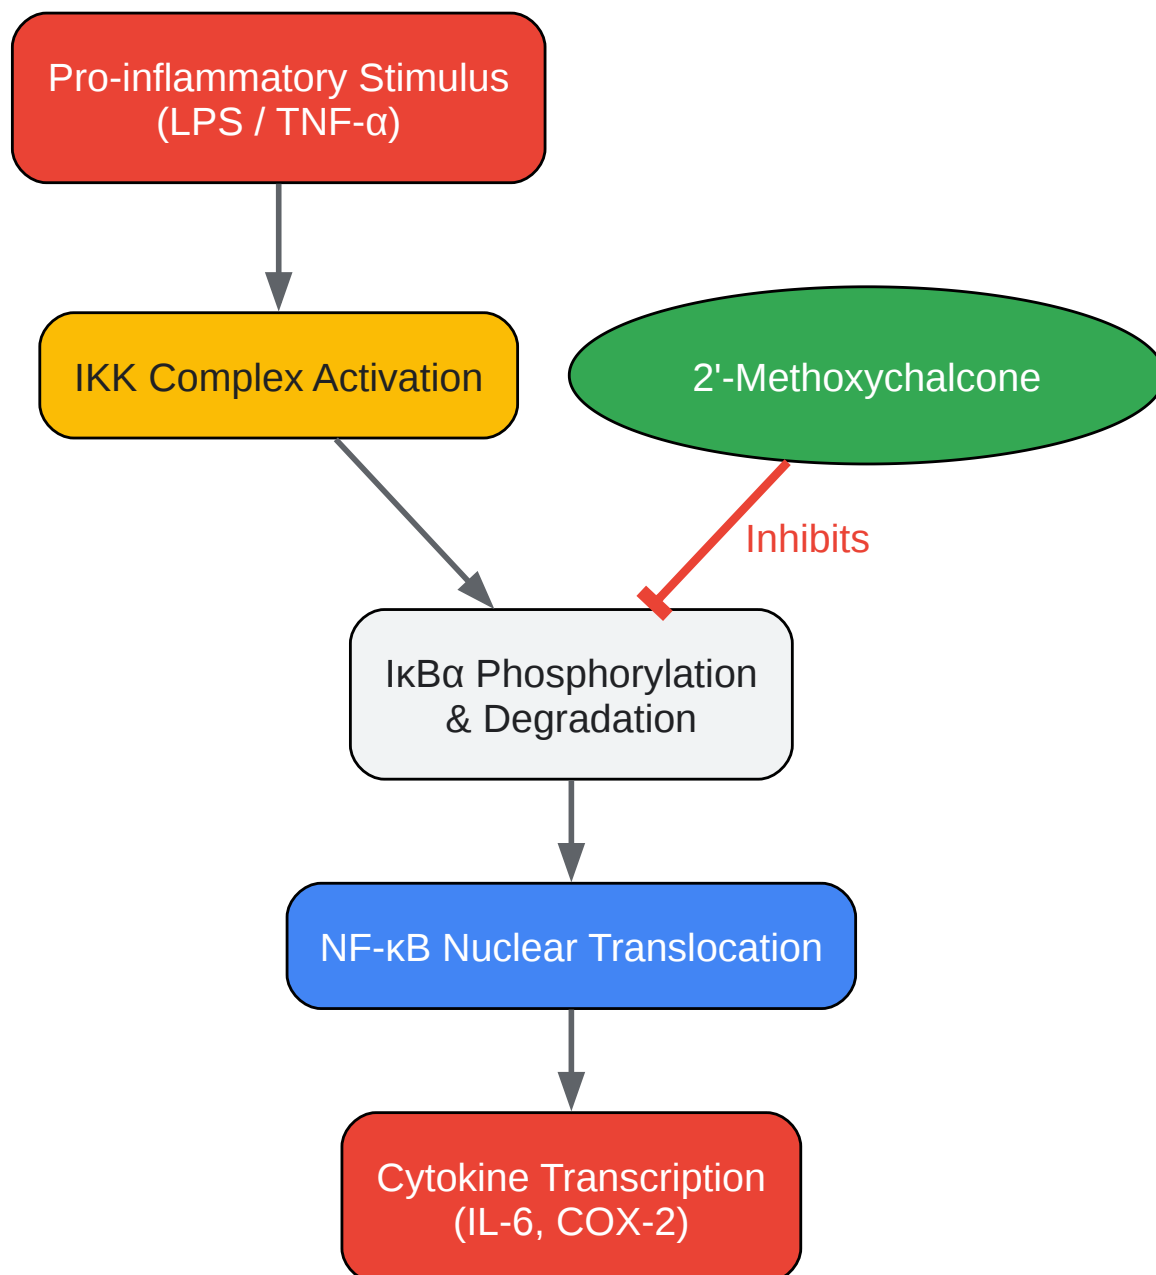 Pro-inflammatory Stimulus
(LPS / TNF-α)
IKK Complex Activation
2'-Methoxychalcone
Inhibits
IκBα Phosphorylation
& Degradation
NF-κB Nuclear Translocation
Cytokine Transcription
(IL-6, COX-2)